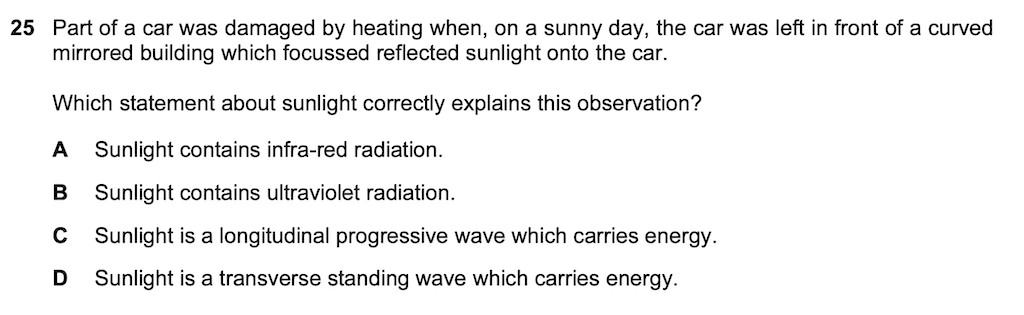 25 Part of a car was damaged by heating when, on a sunny day, the car was left in front of a curved
mirrored building which focussed reflected sunlight onto the car.
Which statement about sunlight correctly explains this observation?
A Sunlight contains infra-red radiation.
B Sunlight contains ultraviolet radiation.
C Sunlight is a longitudinal progressive wave which carries energy.
D Sunlight is a transverse standing wave which carries energy.